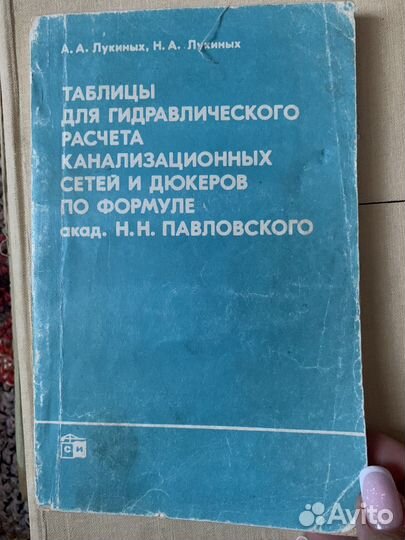 А. А. Лукиных, Н. А. Лукиных
ТАБЛИЦЫ
ДЛЯ ГИДРАВЛИЧЕСКОГО
РАСЧЕТА
КАНАЛИЗАЦИОННЫХ
СЕТЕЙ И ДЮКЕРОВ
ПО ФОРМУЛЕ
акад. Н. Н. ПАВЛОВСКОГО
С И
Avito